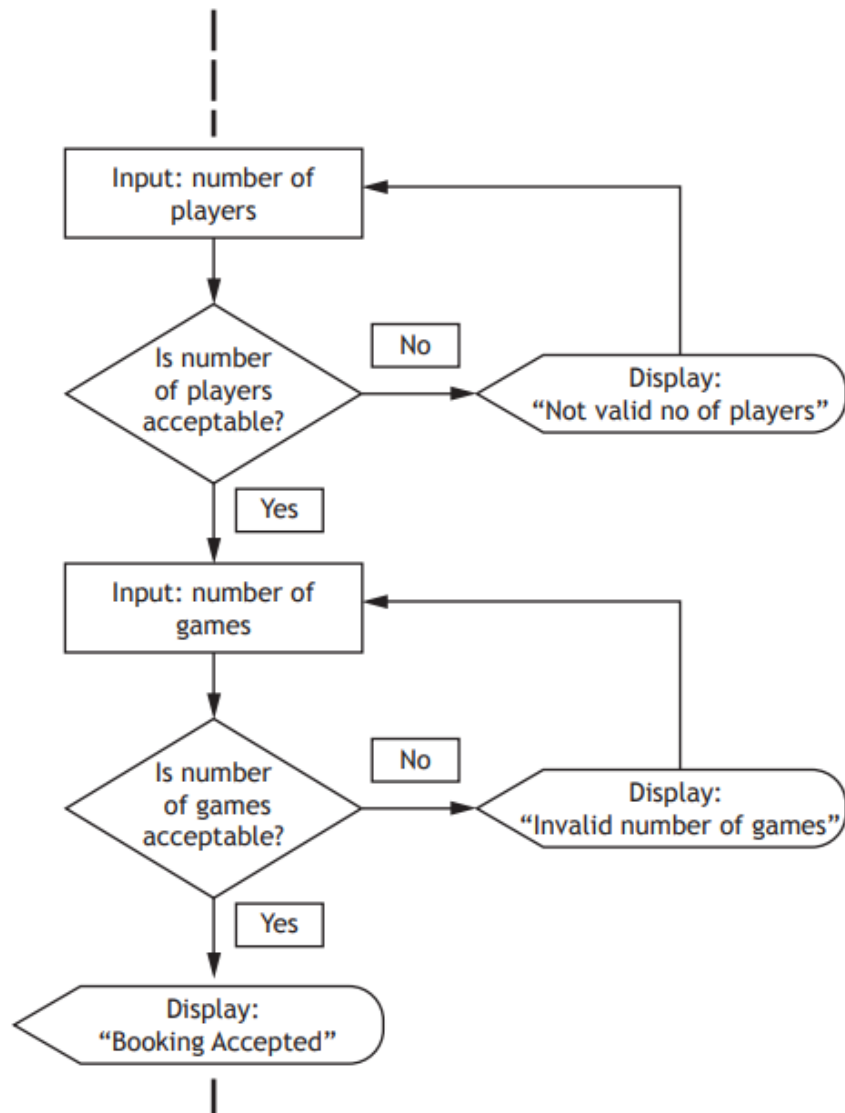 Input: number of
players
Is number
of players
acceptable?
No
Display:
“Not valid no of players”
Yes
Input: number of
games
Is number
of games
acceptable?
No
Display:
“Invalid number of games”
Yes
Display:
“Booking Accepted”